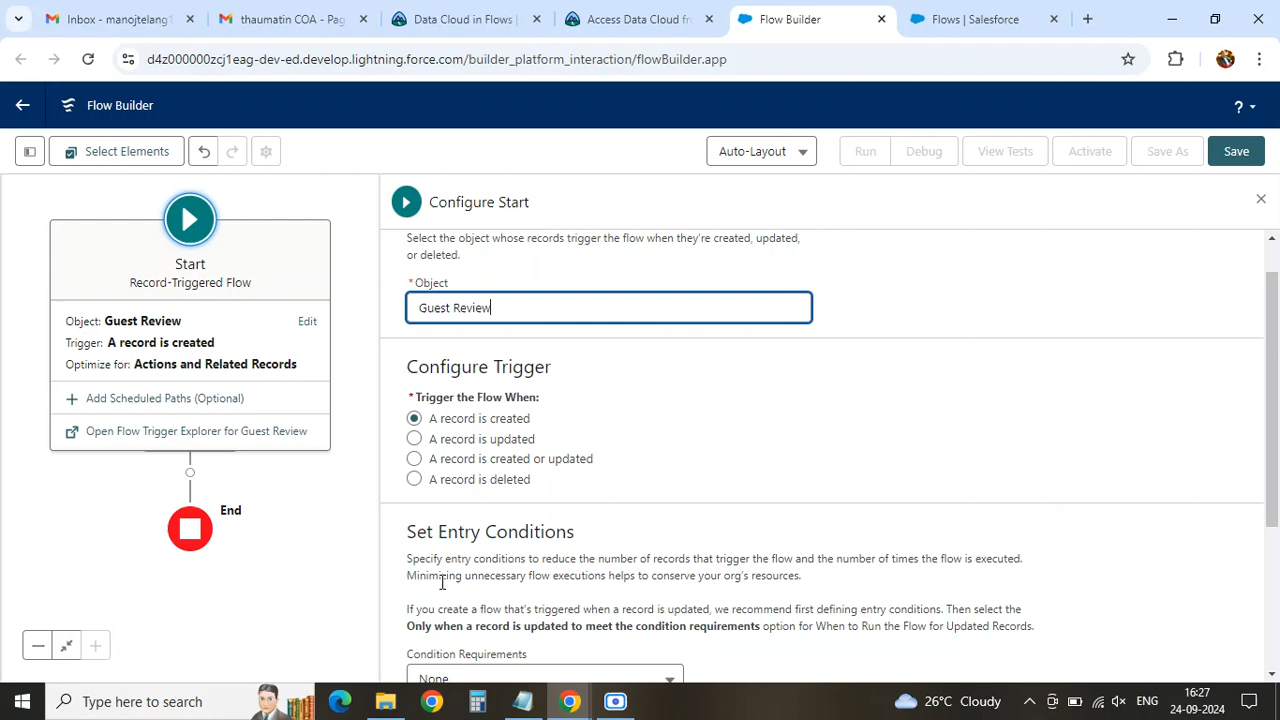 Inbox - manojtelang1
thaumatin COA - Pag
Data Cloud in Flows |
Access Data Cloud fro
Flow Builder
Flows | Salesforce
d4z000000zcj1eag-dev-ed.develop.lightning.force.com/builder_platform_interaction/flowBuilder.app
Flow Builder
?
Select Elements
Auto-Layout
Run
Debug
View Tests
Activate
Save As
Save
Start
Record-Triggered Flow
Object: Guest Review
Edit
Trigger: A record is created
Optimize for: Actions and Related Records
Add Scheduled Paths (Optional)
Open Flow Trigger Explorer for Guest Review
End
Configure Start
Select the object whose records trigger the flow when they're created, updated,
or deleted.
*Object
Guest Review
Configure Trigger
*Trigger the Flow When:
A record is created
A record is updated
A record is created or updated
A record is deleted
Set Entry Conditions
Specify entry conditions to reduce the number of records that trigger the flow and the number of times the flow is executed.
Minimizing unnecessary flow executions helps to conserve your org's resources.
If you create a flow that's triggered when a record is updated, we recommend first defining entry conditions. Then select the
Only when a record is updated to meet the condition requirements option for When to Run the Flow for Updated Records.
Condition Requirements
None
Type here to search
26°C Cloudy
ENG
16:27
24-09-2024